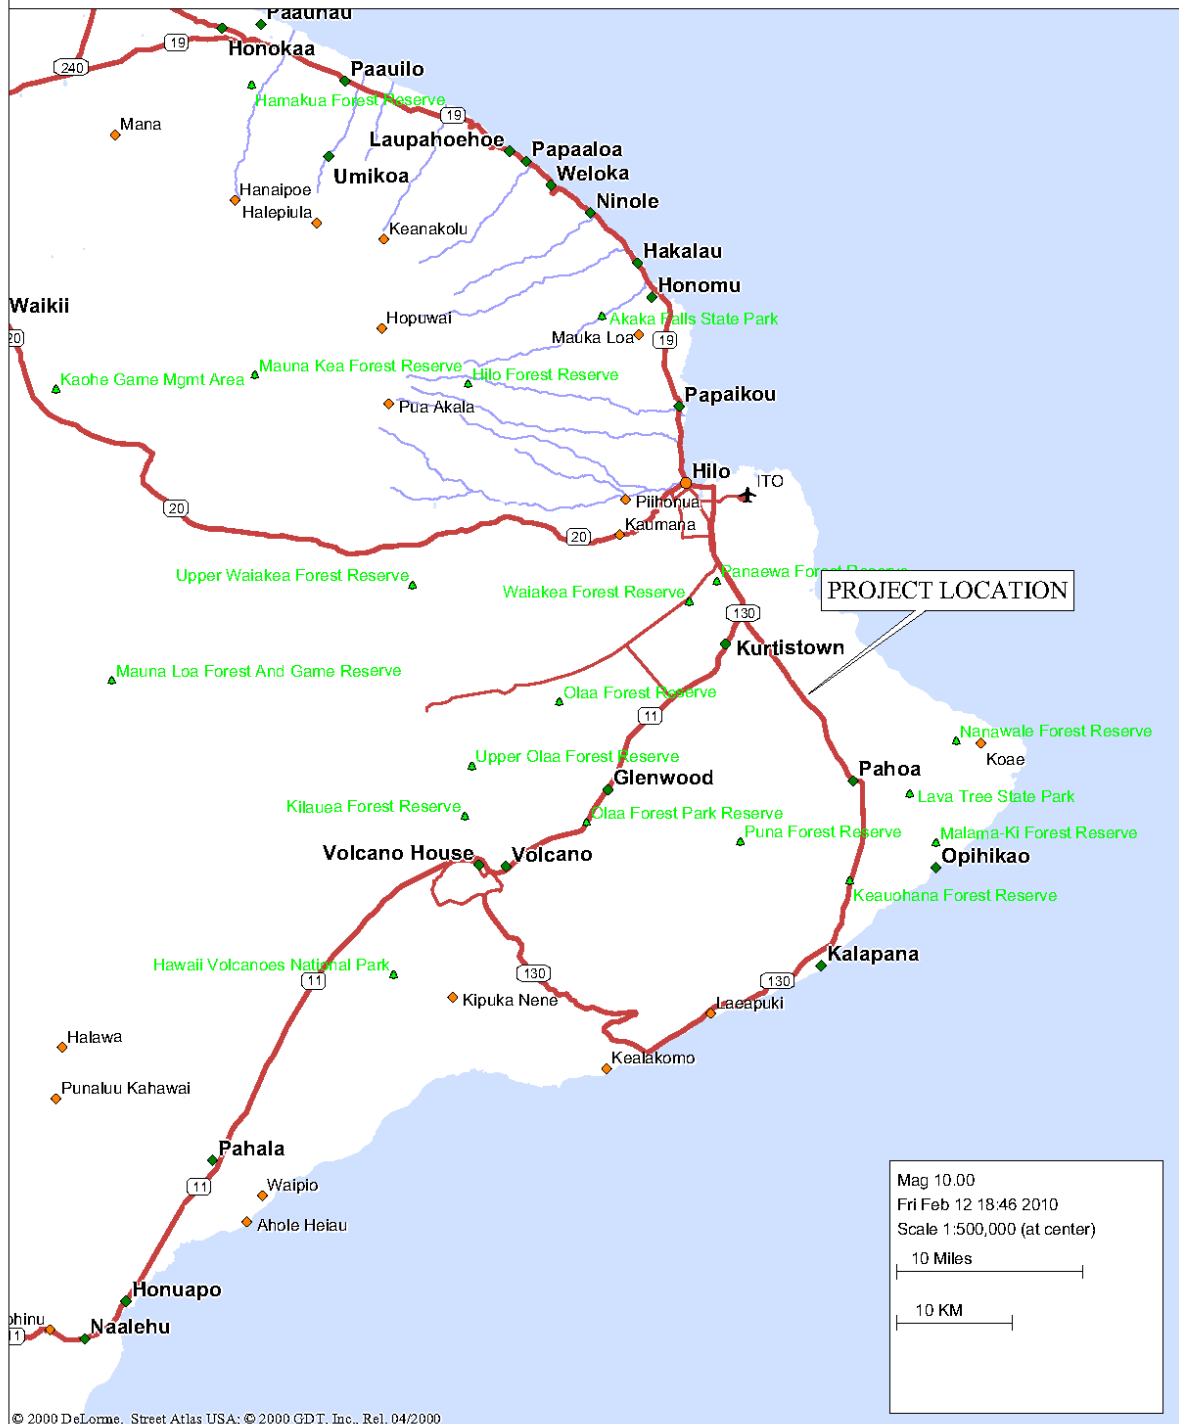 Paauhau
Honokaa
19
240
Paauilo
Hamakua Forest Reserve
19
Mana
Laupahoehoe
Papaaloa
Umikoa
Weloka
Hanaipoe
Halepiula
Ninole
Keanakolu
Hakalau
Honomu
Waikii
Hopuwai
Akaka Falls State Park
Mauka Loa
20
19
Mauna Kea Forest Reserve
Kaohe Game Mgmt Area
Hilo Forest Reserve
Pua Akala
Papaikou
Hilo
ITO
Piihonua
20
Kaumana
20
Upper Waiakea Forest Reserve
Panaewa Forest Reserve
Waiakea Forest Reserve
PROJECT LOCATION
130
Kurtistown
Mauna Loa Forest And Game Reserve
Olaa Forest Reserve
11
Nanawale Forest Reserve
Koae
Upper Olaa Forest Reserve
Glenwood
Pahoa
Kilauea Forest Reserve
Lava Tree State Park
Olaa Forest Park Reserve
Puna Forest Reserve
Malama-Ki Forest Reserve
Volcano House
Volcano
Opihikao
Keauohana Forest Reserve
Kalapana
Hawaii Volcanoes National Park
11
130
130
Kipuka Nene
Laeapuki
Halawa
Kealakomo
Punaluu Kahawai
Pahala
11
Waipio
Ahole Heiau
Honuapo
ohinu
11
Naalehu
Mag 10.00
Fri Feb 12 18:46 2010
Scale 1:500,000 (at center)
10 Miles
10 KM
© 2000 DeLorme. Street Atlas USA; © 2000 GDT, Inc., Rel. 04/2000